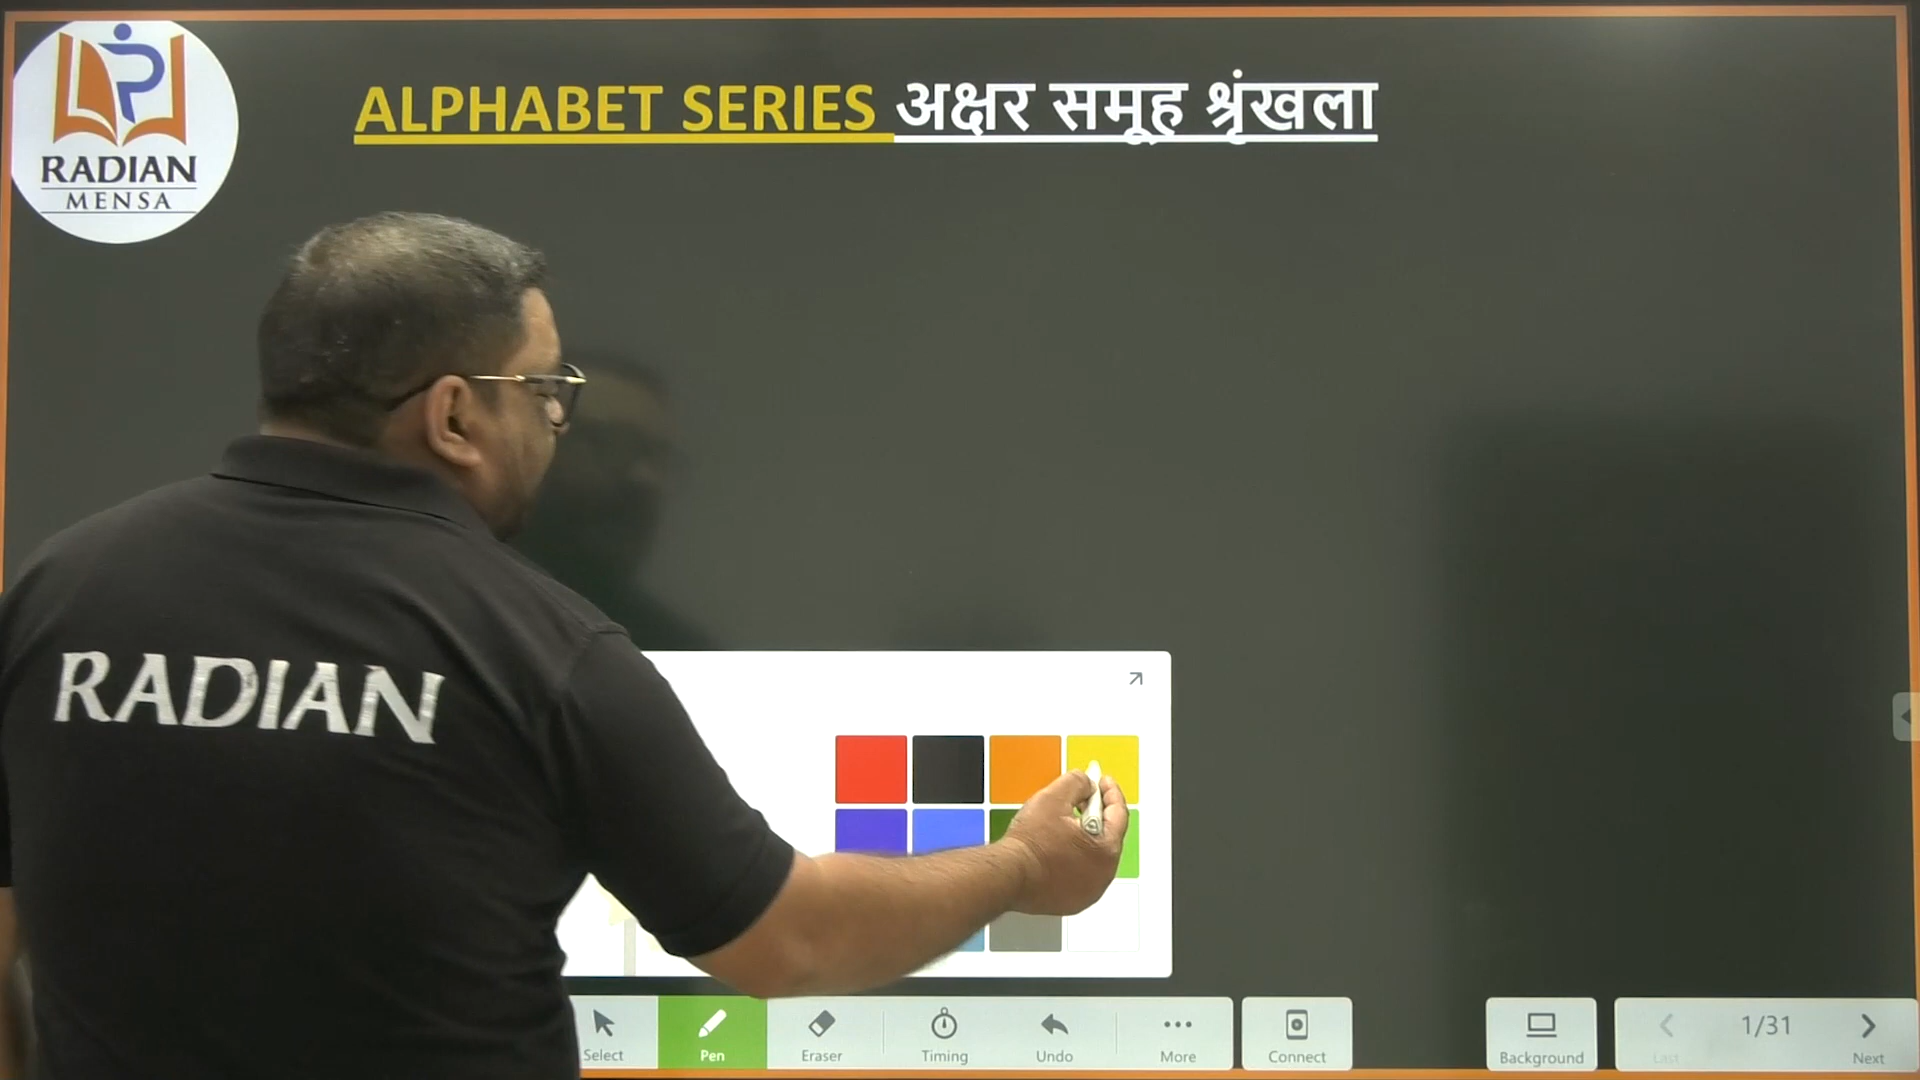 RADIAN
MENSA
ALPHABET SERIES अक्षर समूह श्रृंखला
RADIAN
Select
Pen
Eraser
Timing
Undo
More
Connect
Background
Last
1/31
Next